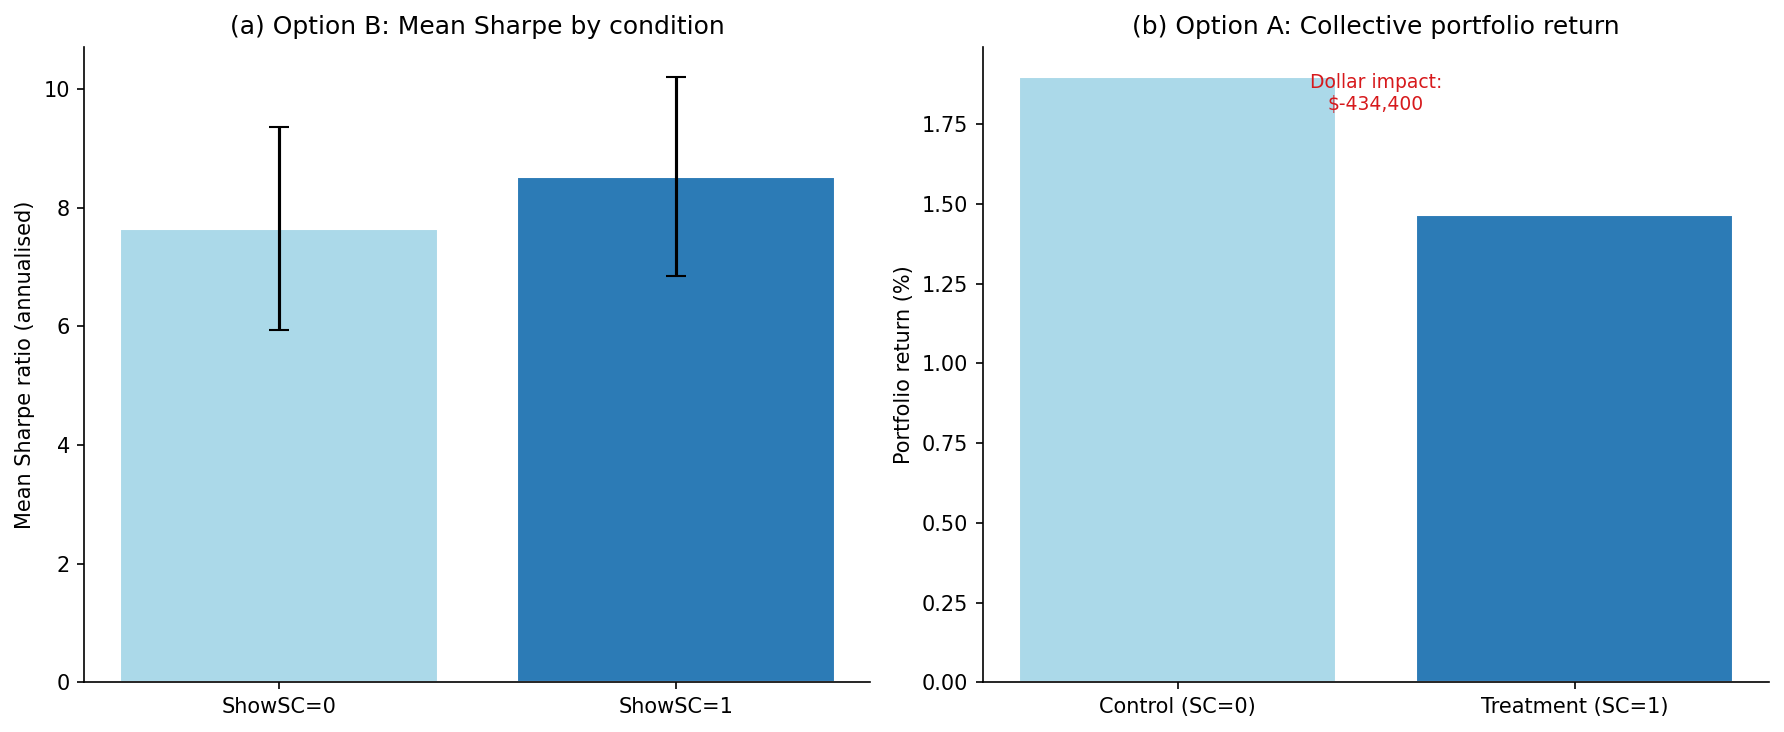 (a) Option B: Mean Sharpe by condition
Mean Sharpe ratio (annualised)
10
8
6
4
2
0
ShowSC=0
ShowSC=1
(b) Option A: Collective portfolio return
Portfolio return (%)
1.75
1.50
1.25
1.00
0.75
0.50
0.25
0.00
Dollar impact:
$-434,400
Control (SC=0)
Treatment (SC=1)